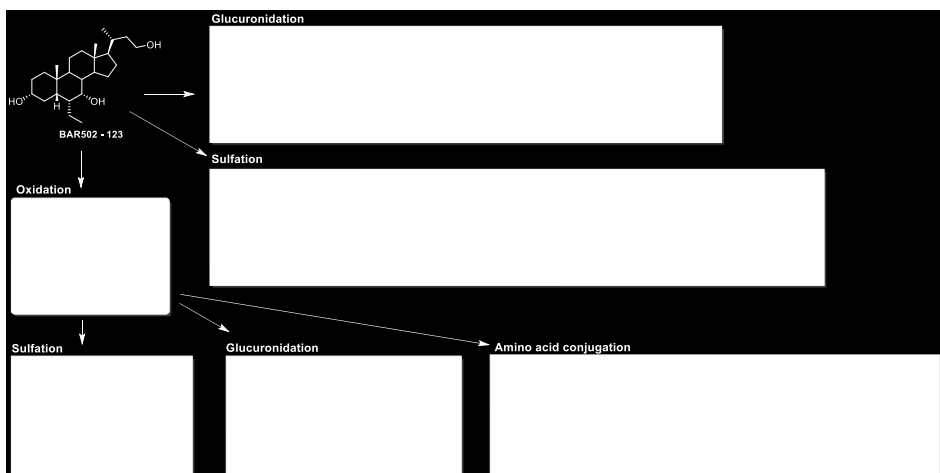 Glucuronidation
OH
HO
OH
H
BAR502 - 123
Sulfation
Oxidation
Sulfation
Glucuronidation
Amino acid conjugation